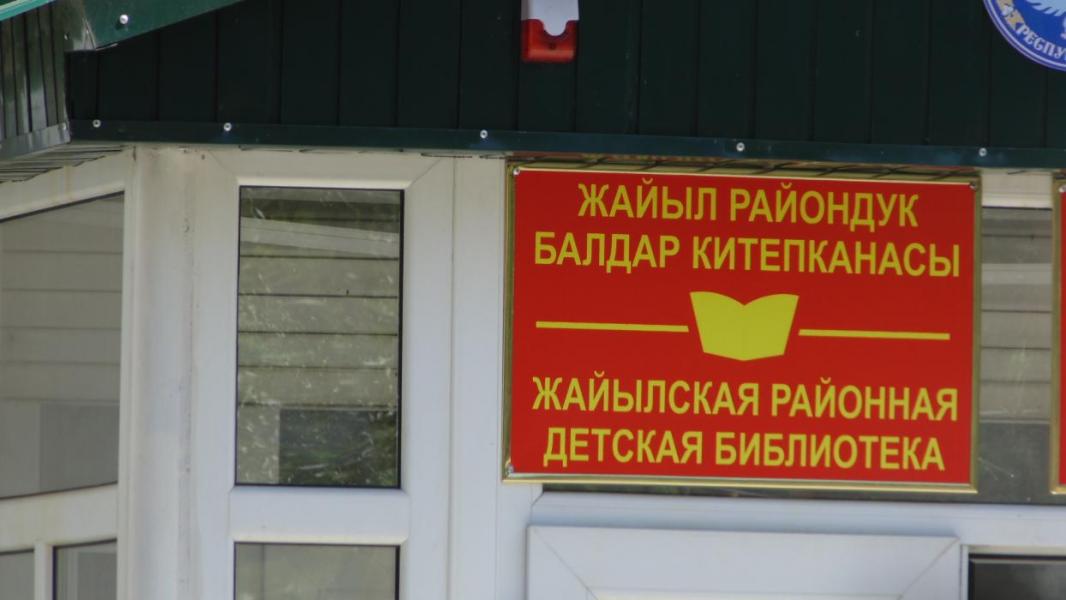 ЖАЙЫЛ РАЙОНДУК
БАЛДАР КИТЕПКАНАСЫ
ЖАЙЫЛСКАЯ РАЙОННАЯ
ДЕТСКАЯ БИБЛИОТЕКА